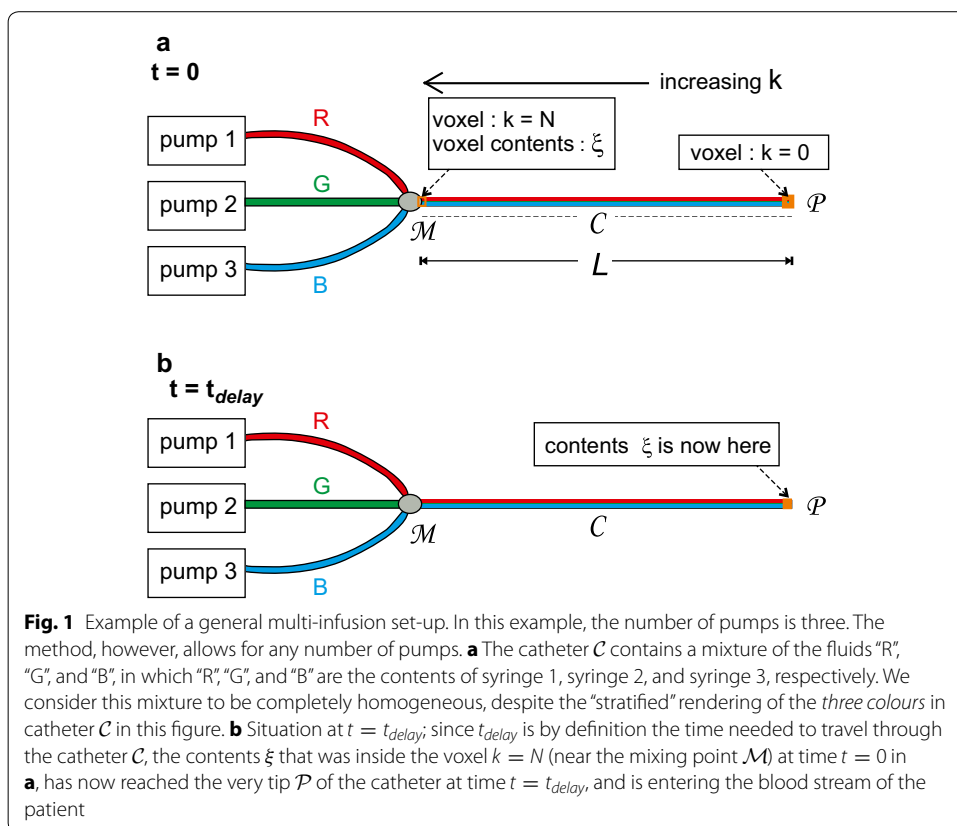 a
t = 0
increasing k
R
voxel : k = N
voxel contents : ξ
voxel : k = 0
pump 1
G
pump 2
𝒫
ℳ
𝒞
pump 3
L
B
b
t = t_delay
R
pump 1
contents ξ is now here
G
pump 2
𝒫
ℳ
𝒞
pump 3
B
Fig. 1 Example of a general multi-infusion set-up. In this example, the number of pumps is three. The
method, however, allows for any number of pumps. a The catheter 𝒞 contains a mixture of the fluids “R”,
“G”, and “B”, in which “R”, “G”, and “B” are the contents of syringe 1, syringe 2, and syringe 3, respectively. We
consider this mixture to be completely homogeneous, despite the “stratified” rendering of the three colours in
catheter 𝒞 in this figure. b Situation at t = t_delay; since t_delay is by definition the time needed to travel through
the catheter 𝒞, the contents ξ that was inside the voxel k = N (near the mixing point ℳ) at time t = 0 in
a, has now reached the very tip 𝒫 of the catheter at time t = t_delay, and is entering the blood stream of the
patient